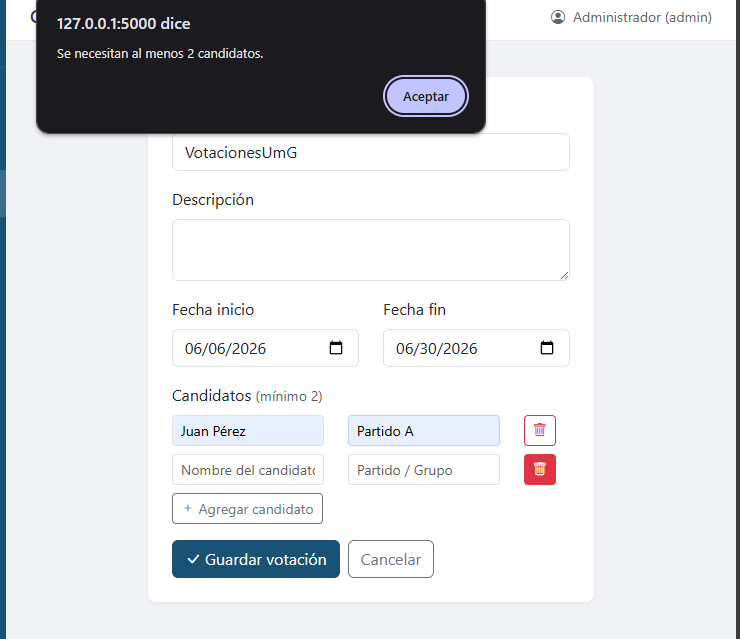 127.0.0.1:5000 dice
Se necesitan al menos 2 candidatos.
Aceptar
Administrador (admin)
VotacionesUmG
Descripción
Fecha inicio
Fecha fin
06/06/2026
06/30/2026
Candidatos (mínimo 2)
Juan Pérez
Partido A
Nombre del candidato
Partido / Grupo
+ Agregar candidato
✓ Guardar votación
Cancelar